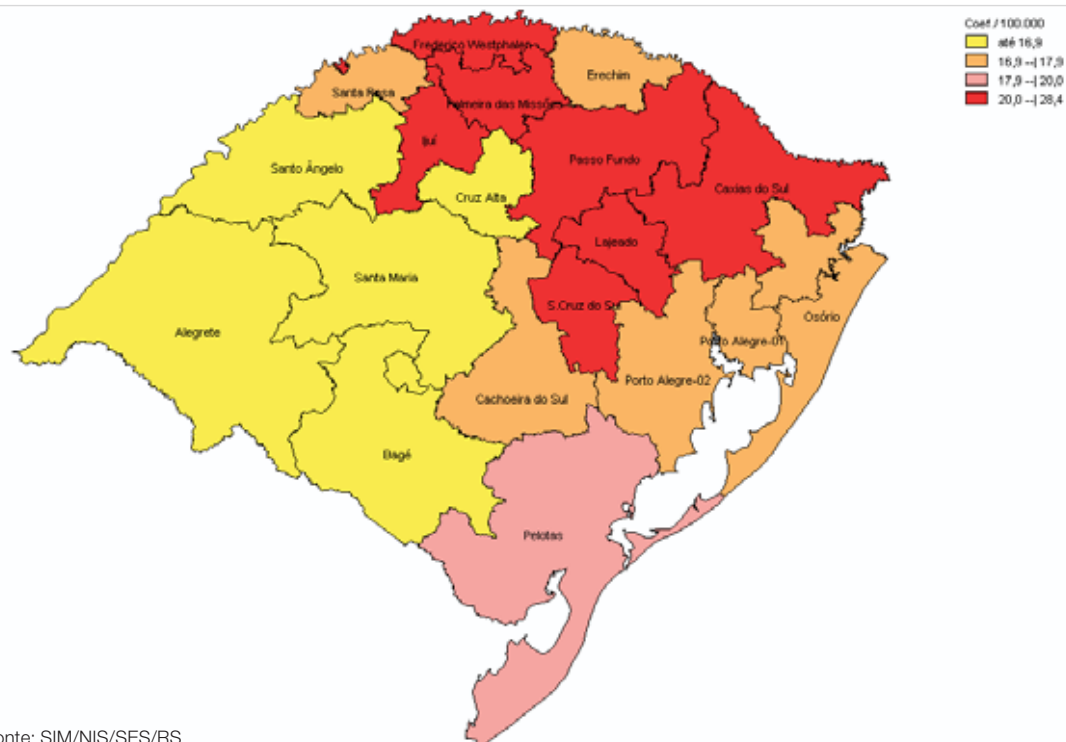 Coef./100.000
até 16,9
16,9 --| 17,9
17,9 --| 20,0
20,0 --| 28,4
Frederico Westphalen
Erechim
Santa Rosa
Palmeira das Missões
Ijuí
Passo Fundo
Santo Ângelo
Caxias do Sul
Cruz Alta
Lajeado
Santa Maria
S.Cruz do Sul
Osório
Alegrete
Porto Alegre-01
Porto Alegre-02
Cachoeira do Sul
Bagé
Pelotas
onte: SIM/NIS/SES/RS